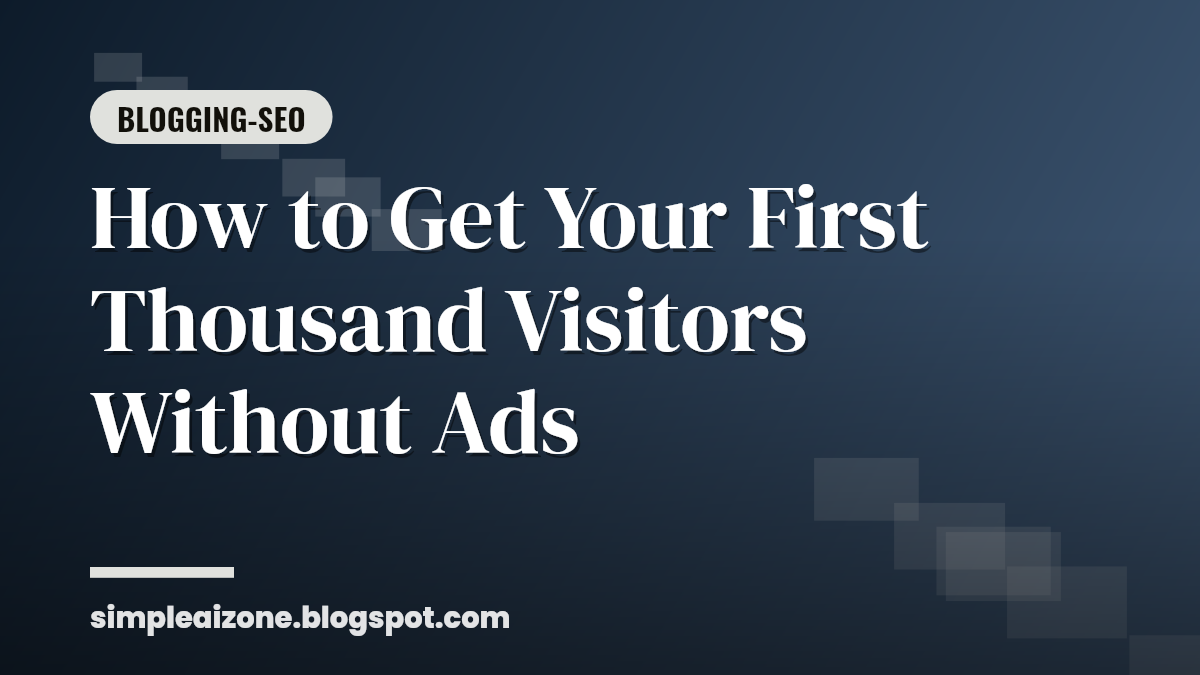 BLOGGING-SEO
How to Get Your First
Thousand Visitors
Without Ads
simpleaizone.blogspot.com